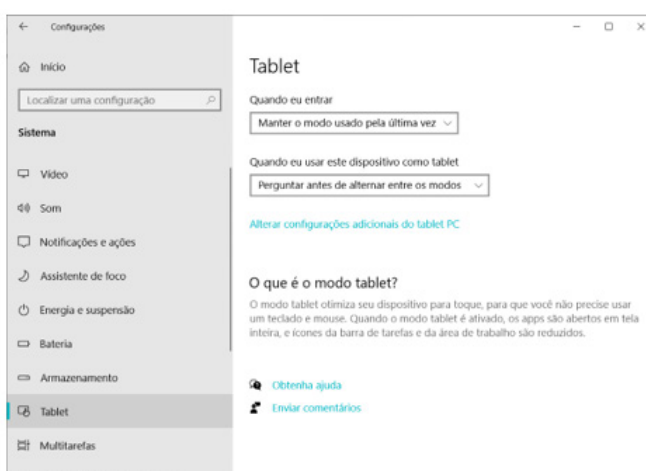 Configurações
Início
Localizar uma configuração
Sistema
Vídeo
Som
Notificações e ações
Assistente de foco
Energia e suspensão
Bateria
Armazenamento
Tablet
Multitarefas
Tablet
Quando eu entrar
Manter o modo usado pela última vez
Quando eu usar este dispositivo como tablet
Perguntar antes de alternar entre os modos
Alterar configurações adicionais do tablet PC
O que é o modo tablet?
O modo tablet otimiza seu dispositivo para toque, para que você não precise usar
um teclado e mouse. Quando o modo tablet é ativado, os apps são abertos em tela
inteira, e ícones da barra de tarefas e da área de trabalho são reduzidos.
Obtenha ajuda
Enviar comentários